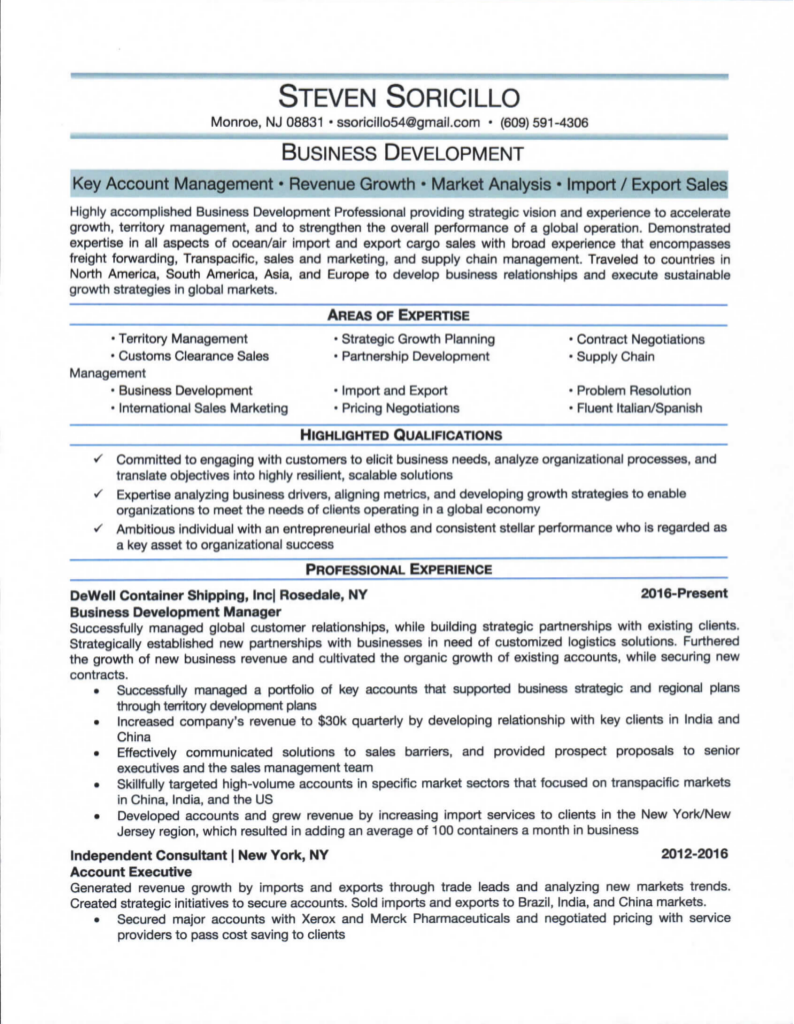 STEVEN SORICILLO
Monroe, NJ 08831 • ssoricillo54@gmail.com • (609) 591-4306
BUSINESS DEVELOPMENT
Key Account Management • Revenue Growth • Market Analysis • Import / Export Sales
Highly accomplished Business Development Professional providing strategic vision and experience to accelerate
growth, territory management, and to strengthen the overall performance of a global operation. Demonstrated
expertise in all aspects of ocean/air import and export cargo sales with broad experience that encompasses
freight forwarding, Transpacific, sales and marketing, and supply chain management. Traveled to countries in
North America, South America, Asia, and Europe to develop business relationships and execute sustainable
growth strategies in global markets.
AREAS OF EXPERTISE
• Territory Management • Strategic Growth Planning • Contract Negotiations
• Customs Clearance Sales • Partnership Development • Supply Chain
Management
• Business Development • Import and Export • Problem Resolution
• International Sales Marketing • Pricing Negotiations • Fluent Italian/Spanish
HIGHLIGHTED QUALIFICATIONS
✓ Committed to engaging with customers to elicit business needs, analyze organizational processes, and
translate objectives into highly resilient, scalable solutions
✓ Expertise analyzing business drivers, aligning metrics, and developing growth strategies to enable
organizations to meet the needs of clients operating in a global economy
✓ Ambitious individual with an entrepreneurial ethos and consistent stellar performance who is regarded as
a key asset to organizational success
PROFESSIONAL EXPERIENCE
DeWell Container Shipping, Inc| Rosedale, NY 2016-Present
Business Development Manager
Successfully managed global customer relationships, while building strategic partnerships with existing clients.
Strategically established new partnerships with businesses in need of customized logistics solutions. Furthered
the growth of new business revenue and cultivated the organic growth of existing accounts, while securing new
contracts.
• Successfully managed a portfolio of key accounts that supported business strategic and regional plans
through territory development plans
• Increased company's revenue to $30k quarterly by developing relationship with key clients in India and
China
• Effectively communicated solutions to sales barriers, and provided prospect proposals to senior
executives and the sales management team
• Skillfully targeted high-volume accounts in specific market sectors that focused on transpacific markets
in China, India, and the US
• Developed accounts and grew revenue by increasing import services to clients in the New York/New
Jersey region, which resulted in adding an average of 100 containers a month in business
Independent Consultant | New York, NY 2012-2016
Account Executive
Generated revenue growth by imports and exports through trade leads and analyzing new markets trends.
Created strategic initiatives to secure accounts. Sold imports and exports to Brazil, India, and China markets.
• Secured major accounts with Xerox and Merck Pharmaceuticals and negotiated pricing with service
providers to pass cost saving to clients